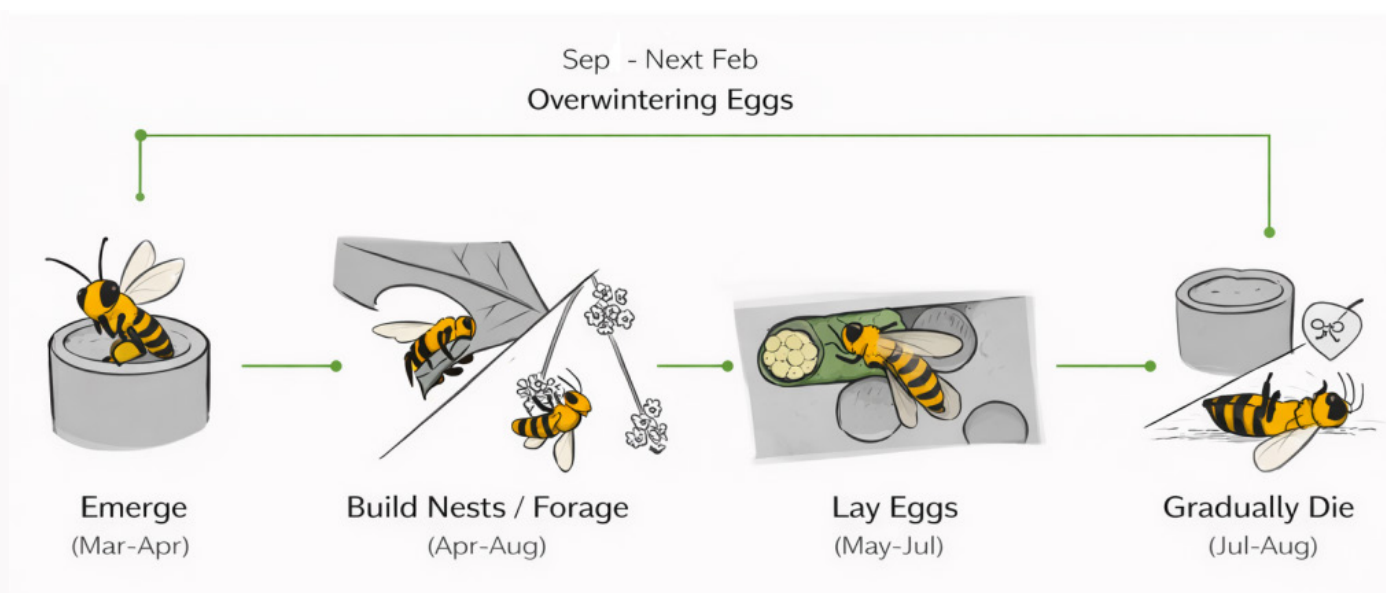 Sep - Next Feb
Overwintering Eggs
Emerge
(Mar-Apr)
Build Nests / Forage
(Apr-Aug)
Lay Eggs
(May-Jul)
Gradually Die
(Jul-Aug)